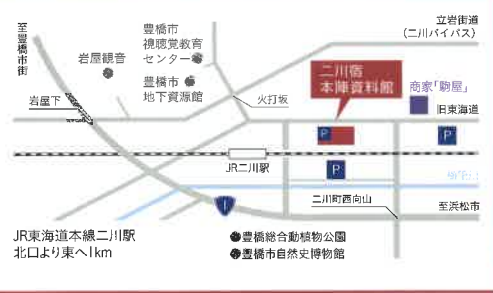 至豊橋市街
岩屋観音
豊橋市
視聴覚教育
センター
豊橋市
地下資源館
立岩街道
(二川バイパス)
二川宿
本陣資料館
商家「駒屋」
岩屋下
火打坂
旧東海道
P
P
P
JR二川駅
二川町西向山
1
至浜松市
JR東海道本線二川駅
北口より東へ1km
●豊橋総合動植物公園
●豊橋市自然史博物館